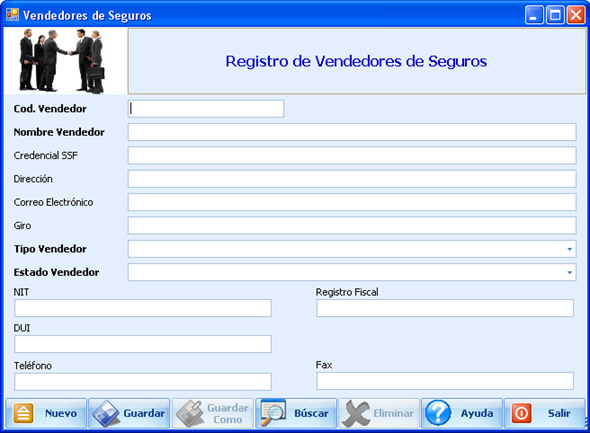 Vendedores de Seguros
Registro de Vendedores de Seguros
Cod. Vendedor
Nombre Vendedor
Credencial SSF
Dirección
Correo Electrónico
Giro
Tipo Vendedor
Estado Vendedor
NIT
Registro Fiscal
DUI
Teléfono
Fax
Nuevo
Guardar
Guardar
Como
Búscar
Eliminar
Ayuda
Salir